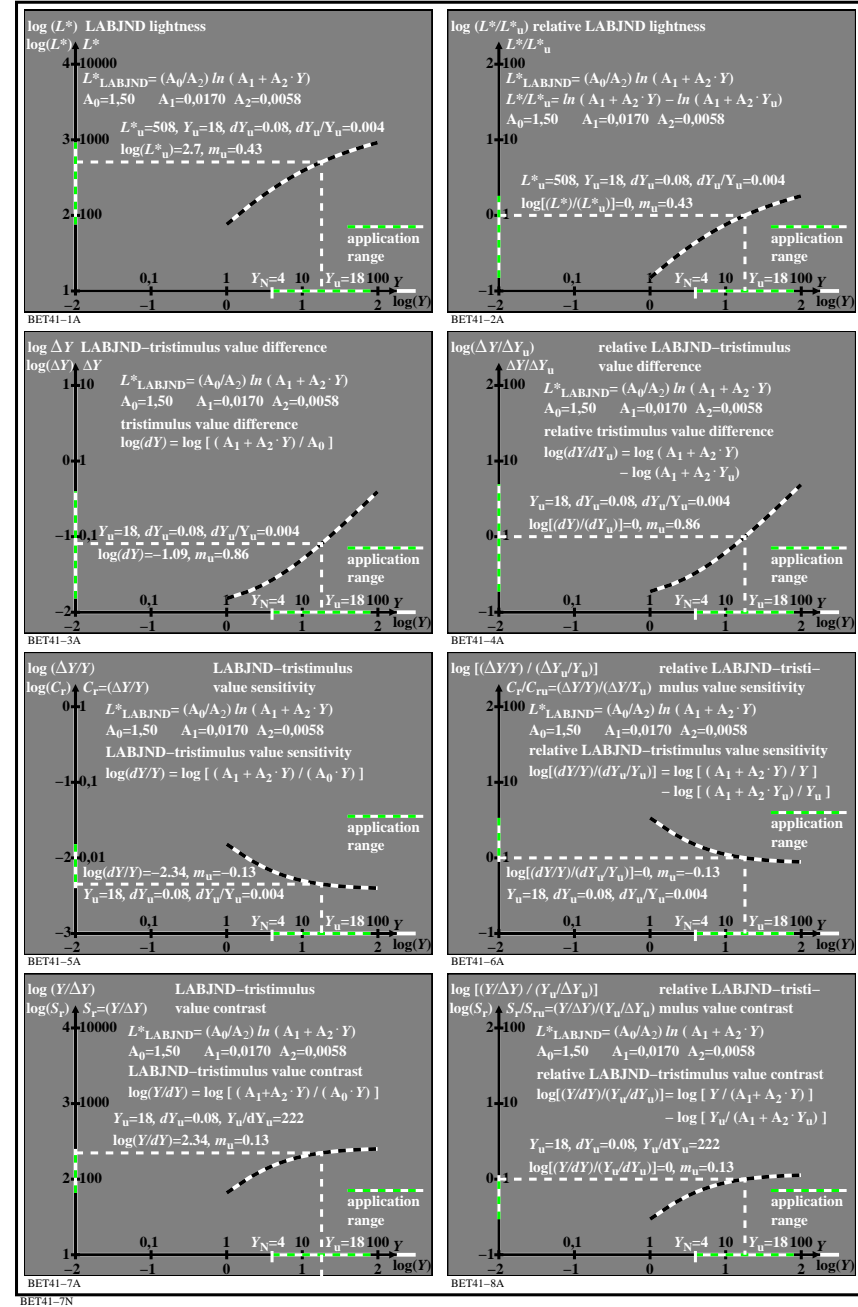 log (L*) LABJND lightness
log(L*) L*
4 10000
L*LABJND= (A0/A2) ln ( A1 + A2 · Y)
A0=1,50 A1=0,0170 A2=0,0058
L*u=508, Yu=18, dYu=0.08, dYu/Yu=0.004
3 1000
log(L*u)=2.7, mu=0.43
2 100
application
range
1 0,1 1 YN=4 10 Yu=18 100 Y
−2 −1 0 1 2 log(Y)
BET41−1A
log (L*/L*u) relative LABJND lightness
L*/L*u
2 100
L*LABJND= (A0/A2) ln ( A1 + A2 · Y)
L*/L*u= ln ( A1 + A2 · Y) − ln ( A1 + A2 · Yu)
A0=1,50 A1=0,0170 A2=0,0058
1 10
L*u=508, Yu=18, dYu=0.08, dYu/Yu=0.004
log[(L*)/(L*u)]=0, mu=0.43
0 1
application
range
−1 0,1 1 YN=4 10 Yu=18 100 Y
−2 −1 0 1 2 log(Y)
BET41−2A
log ΔY LABJND−tristimulus value difference
log(ΔY) ΔY
1 10
L*LABJND= (A0/A2) ln ( A1 + A2 · Y)
A0=1,50 A1=0,0170 A2=0,0058
tristimulus value difference
log(dY) = log [ ( A1 + A2 · Y) / A0 ]
0 1
−1 0,1 Yu=18, dYu=0.08, dYu/Yu=0.004
log(dY)=−1.09, mu=0.86
application
range
−2 0,1 1 YN=4 10 Yu=18 100 Y
−2 −1 0 1 2 log(Y)
BET41−3A
log(ΔY/ΔYu) relative LABJND−tristimulus
ΔY/ΔYu value difference
2 100
L*LABJND= (A0/A2) ln ( A1 + A2 · Y)
A0=1,50 A1=0,0170 A2=0,0058
relative tristimulus value difference
1 10
log(dY/dYu) = log ( A1 + A2 · Y)
− log (A1 + A2 · Yu)
Yu=18, dYu=0.08, dYu/Yu=0.004
log[(dY)/(dYu)]=0, mu=0.86
0 1
application
range
−1 0,1 1 YN=4 10 Yu=18 100 Y
−2 −1 0 1 2 log(Y)
BET41−4A
log (ΔY/Y) LABJND−tristimulus
log(Cr) Cr=(ΔY/Y) value sensitivity
0 1
L*LABJND= (A0/A2) ln ( A1 + A2 · Y)
A0=1,50 A1=0,0170 A2=0,0058
LABJND−tristimulus value sensitivity
−1 0,1
log(dY/Y) = log [ ( A1 + A2 · Y) / ( A0 · Y) ]
application
range
−2 0,01
log(dY/Y)=−2.34, mu=−0.13
Yu=18, dYu=0.08, dYu/Yu=0.004
−3 0,1 1 YN=4 10 Yu=18 100 Y
−2 −1 0 1 2 log(Y)
BET41−5A
log [(ΔY/Y) / (ΔYu/Yu)] relative LABJND−tristi−
Cr/Cru=(ΔY/Y)/(ΔY/Yu) mulus value sensitivity
2 100
L*LABJND= (A0/A2) ln ( A1 + A2 · Y)
A0=1,50 A1=0,0170 A2=0,0058
relative LABJND−tristimulus value sensitivity
1 10
log[(dY/Y)/(dYu/Yu)] = log [ ( A1 + A2 · Y) / Y ]
− log [ ( A1 + A2 · Yu) / Yu ]
application
range
0 1
log[(dY/Y)/(dYu/Yu)]=0, mu=−0.13
Yu=18, dYu=0.08, dYu/Yu=0.004
−1 0,1 1 YN=4 10 Yu=18 100 Y
−2 −1 0 1 2 log(Y)
BET41−6A
log (Y/ΔY) LABJND−tristimulus
log(Sr) Sr=(Y/ΔY) value contrast
4 10000
L*LABJND= (A0/A2) ln ( A1 + A2 · Y)
A0=1,50 A1=0,0170 A2=0,0058
LABJND−tristimulus value contrast
log(Y/dY) = log [ ( A1+A2 · Y) / ( A0 · Y) ]
3 1000
Yu=18, dYu=0.08, Yu/dYu=222
log(Y/dY)=2.34, mu=0.13
2 100
application
range
1 0,1 1 YN=4 10 Yu=18 100 Y
−2 −1 0 1 2 log(Y)
BET41−7A
log [(Y/ΔY) / (Yu/ΔYu)] relative LABJND−tristi−
log(Sr) Sr/Sru=(Y/ΔY)/(Yu/ΔYu) mulus value contrast
2 100
L*LABJND= (A0/A2) ln ( A1 + A2 · Y)
A0=1,50 A1=0,0170 A2=0,0058
relative LABJND−tristimulus value contrast
1 10
log[(Y/dY)/(Yu/dYu)]= log [ Y / (A1+ A2 · Y) ]
− log [ Yu/ (A1 + A2 · Yu) ]
Yu=18, dYu=0.08, Yu/dYu=222
log[(Y/dY)/(Yu/dYu)]=0, mu=0.13
0 1
application
range
−1 0,1 1 YN=4 10 Yu=18 100 Y
−2 −1 0 1 2 log(Y)
BET41−8A
BET41−7N